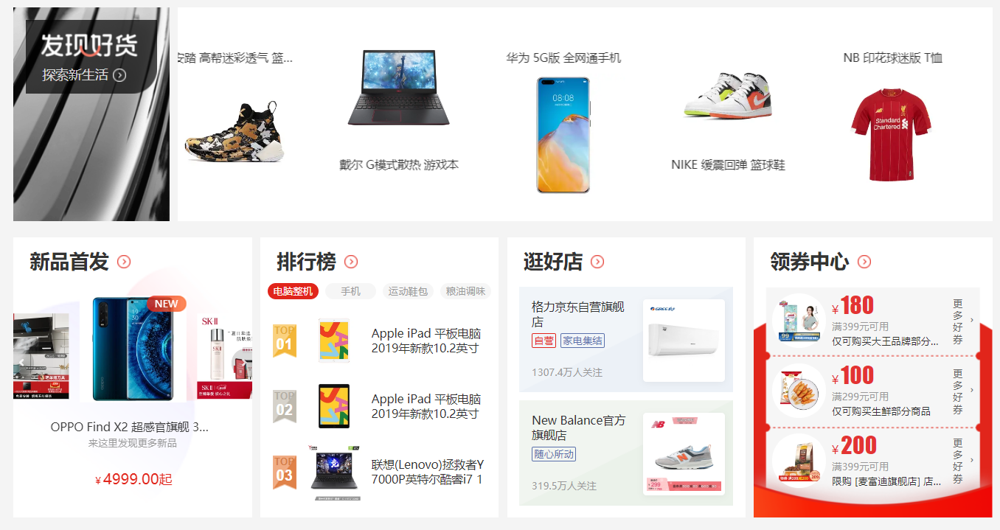 发现好货
探索新生活
安踏 高帮迷彩透气 篮...
戴尔 G模式散热 游戏本
华为 5G版 全网通手机
08:08
NIKE 缓震回弹 篮球鞋
NB 印花球迷版 T恤
Standard
Chartered
新品首发
NEW
SK-II
OPPO Find X2 超感官旗舰 3...
来这里发现更多新品
¥ 4999.00起
排行榜
电脑整机
手机
运动鞋包
粮油调味
TOP
01
Apple iPad 平板电脑
2019年新款10.2英寸
TOP
02
Apple iPad 平板电脑
2019年新款10.2英寸
TOP
03
联想(Lenovo)拯救者Y
7000P英特尔酷睿i7 1
逛好店
格力京东自营旗舰
店
自营
家电集结
1307.4万人关注
GREE格力
New Balance官方
旗舰店
随心所动
319.5万人关注
领券中心
¥ 180
满399元可用
仅可购买大王品牌部分...
更多好券
¥ 100
满299元可用
仅可购买生鲜部分商品
更多好券
¥ 200
满399元可用
限购 [麦富迪旗舰店] 店...
更多好券